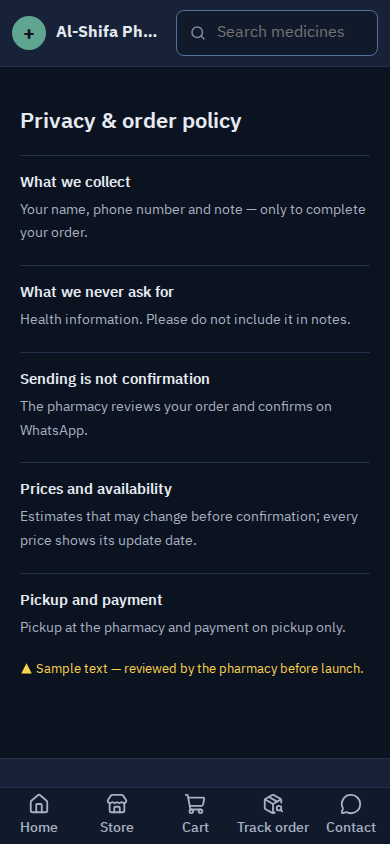 + Al-Shifa Ph... Search medicines
Privacy & order policy
What we collect
Your name, phone number and note — only to complete
your order.
What we never ask for
Health information. Please do not include it in notes.
Sending is not confirmation
The pharmacy reviews your order and confirms on
WhatsApp.
Prices and availability
Estimates that may change before confirmation; every
price shows its update date.
Pickup and payment
Pickup at the pharmacy and payment on pickup only.
▲ Sample text — reviewed by the pharmacy before launch.
Home Store Cart Track order Contact